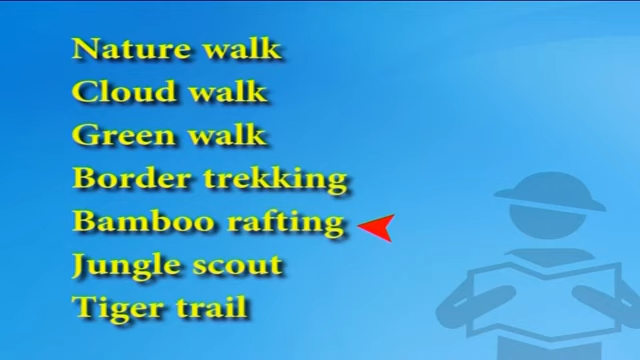 Nature walk
Cloud walk
Green walk
Border trekking
Bamboo rafting
Jungle scout
Tiger trail